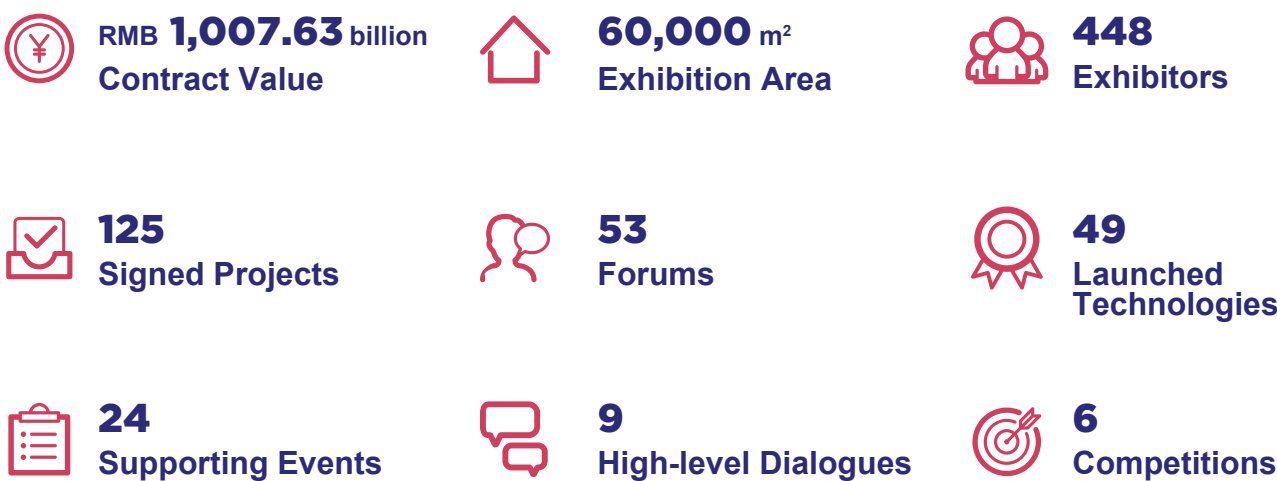 RMB 1,007.63 billion
Contract Value
60,000 m²
Exhibition Area
448
Exhibitors
125
Signed Projects
53
Forums
49
Launched
Technologies
24
Supporting Events
9
High-level Dialogues
6
Competitions